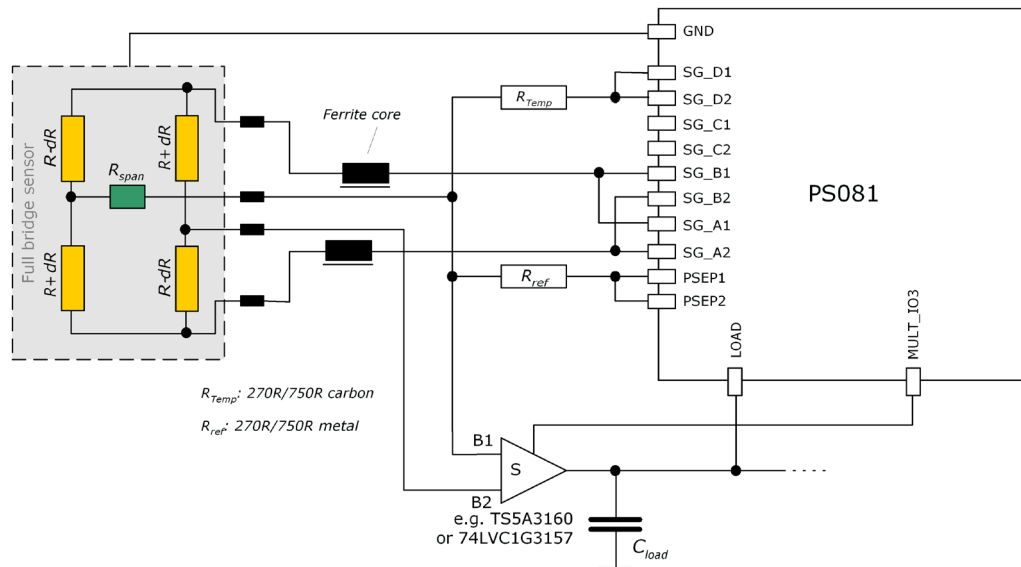 GND
SG_D1
R_Temp
SG_D2
Ferrite core
SG_C1
SG_C2
Full bridge sensor
R-dR
R+dR
R_span
SG_B1
PS081
SG_B2
SG_A1
SG_A2
R+dR
R-dR
R_ref
PSEP1
PSEP2
LOAD
MULT_IO3
R_Temp: 270R/750R carbon
R_ref: 270R/750R metal
B1
S
B2
e.g. TS5A3160
or 74LVC1G3157
C_load